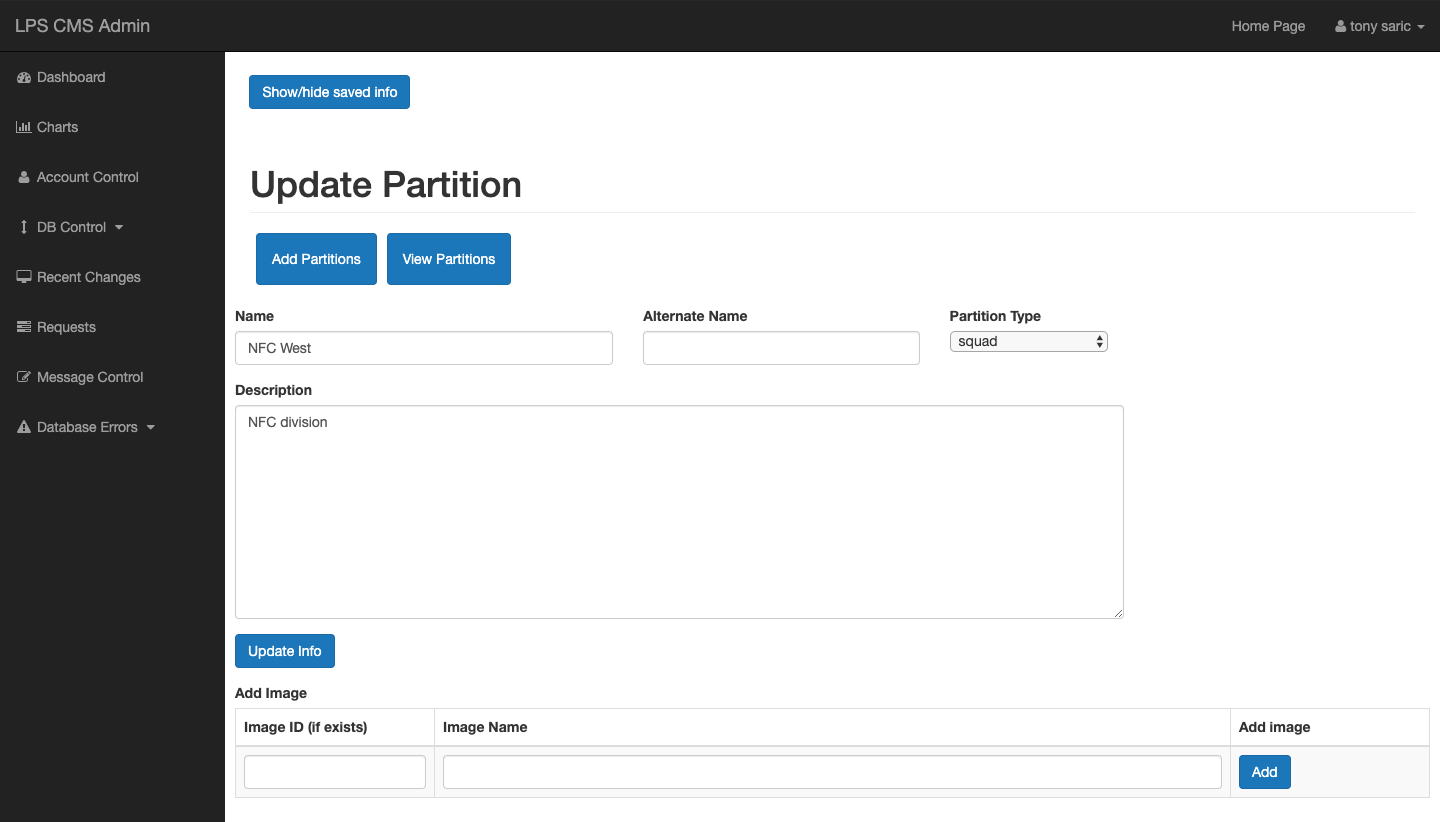 LPS CMS Admin
Home Page
tony saric
Dashboard
Charts
Account Control
DB Control
Recent Changes
Requests
Message Control
Database Errors
Show/hide saved info
Update Partition
Add Partitions
View Partitions
Name
Alternate Name
Partition Type
NFC West
squad
Description
NFC division
Update Info
Add Image
Image ID (if exists)
Image Name
Add image
Add